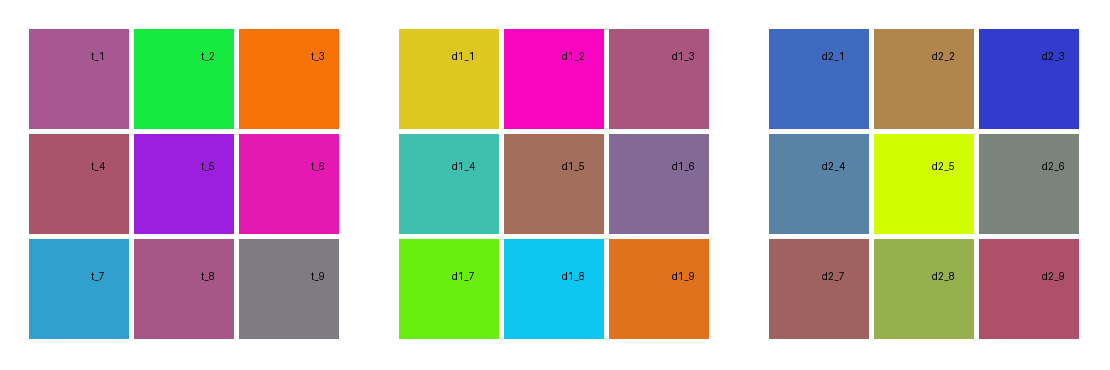 t_1 t_2 t_3 d1_1 d1_2 d1_3 d2_1 d2_2 d2_3
t_4 t_5 t_6 d1_4 d1_5 d1_6 d2_4 d2_5 d2_6
t_7 t_8 t_9 d1_7 d1_8 d1_9 d2_7 d2_8 d2_9